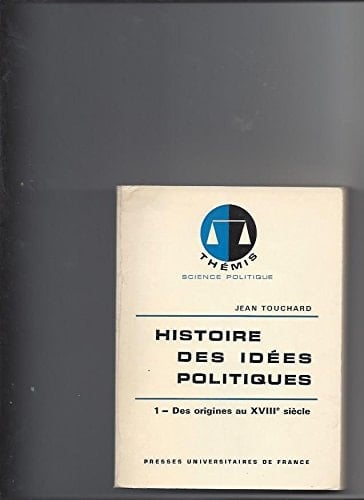 THÉMIS
SCIENCE POLITIQUE
JEAN TOUCHARD
HISTOIRE
DES IDÉES
POLITIQUES
1 – Des origines au XVIIIe siècle
PRESSES UNIVERSITAIRES DE FRANCE